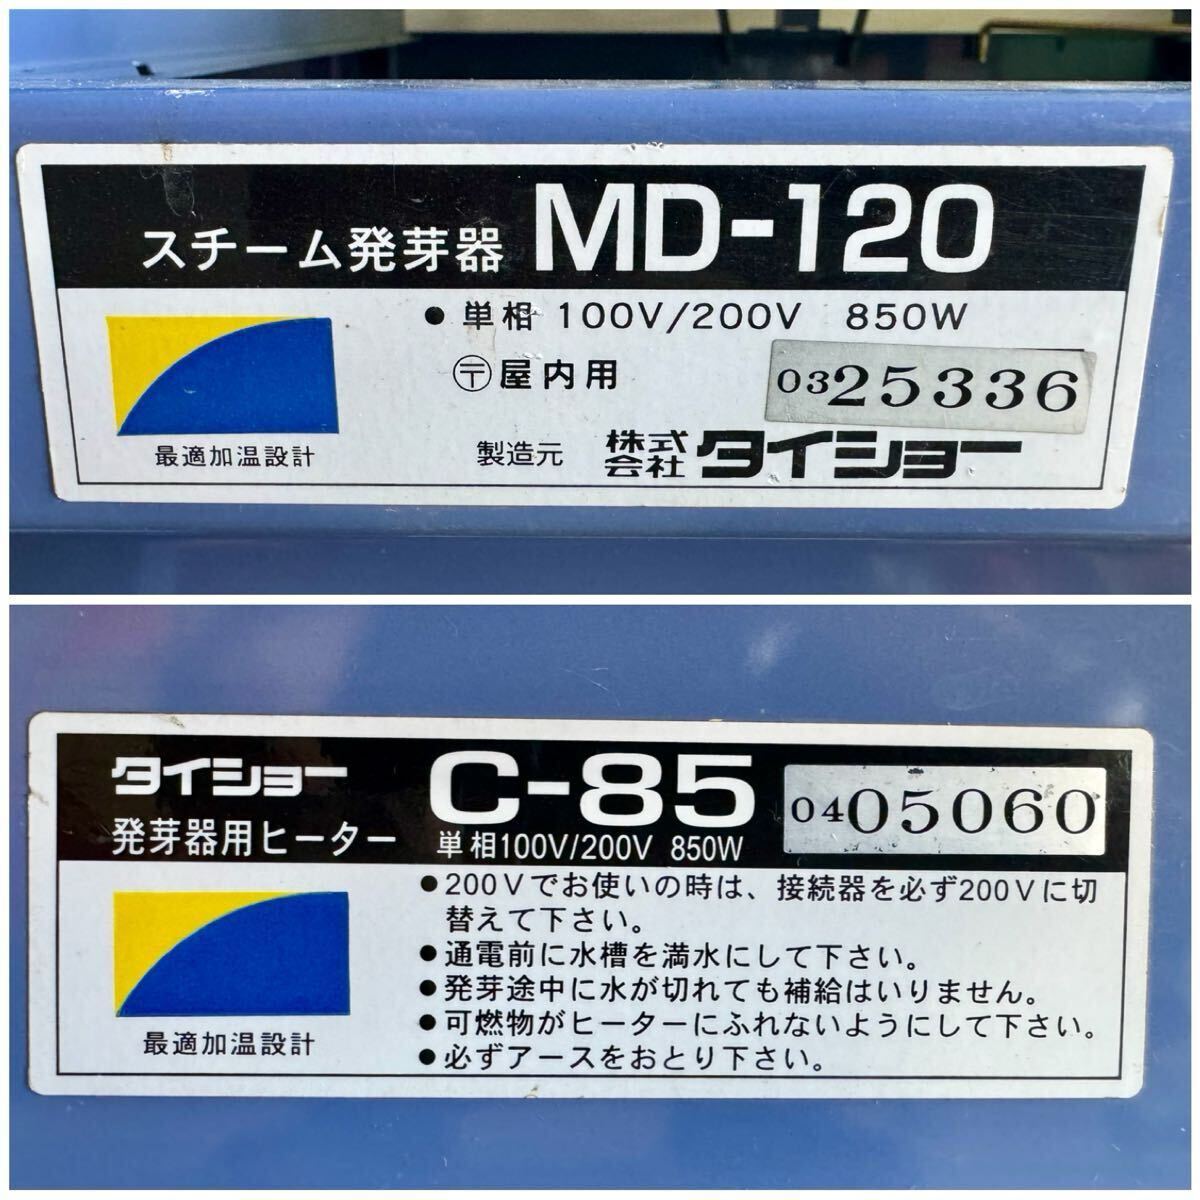 スチーム発芽器 MD-120
●単相 100V/200V 850W
〶屋内用
0325336
最適加温設計
製造元 株式会社タイショー
タイショー C-85
発芽器用ヒーター 単相100V/200V 850W
0405060
最適加温設計
●200Vでお使いの時は、接続器を必ず200Vに切
替えて下さい。
●通電前に水槽を満水にして下さい。
●発芽途中に水が切れても補給はいりません。
●可燃物がヒーターにふれないようにして下さい。
●必ずアースをおとり下さい。